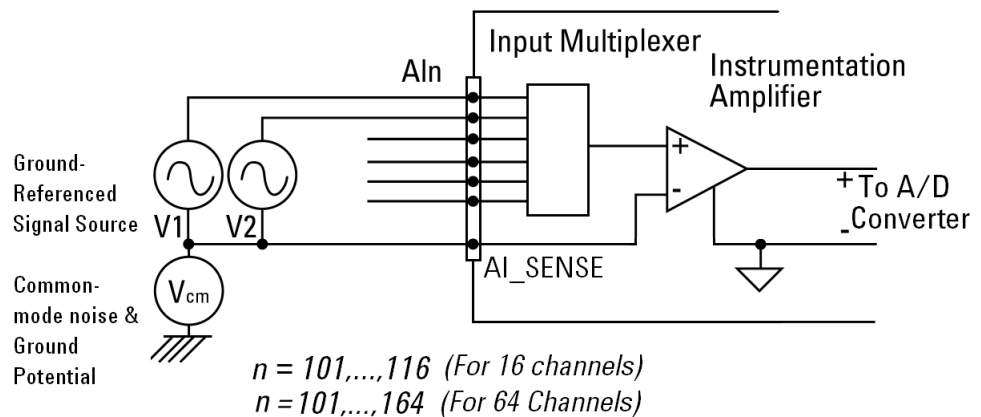 Input Multiplexer
AIn
Instrumentation
Amplifier
Ground-
Referenced
Signal Source
V1
V2
+
-
+
To A/D
Converter
-
AI_SENSE
Common-
mode noise &
Ground
Potential
Vcm
n = 101,...,116 (For 16 channels)
n = 101,...,164 (For 64 Channels)